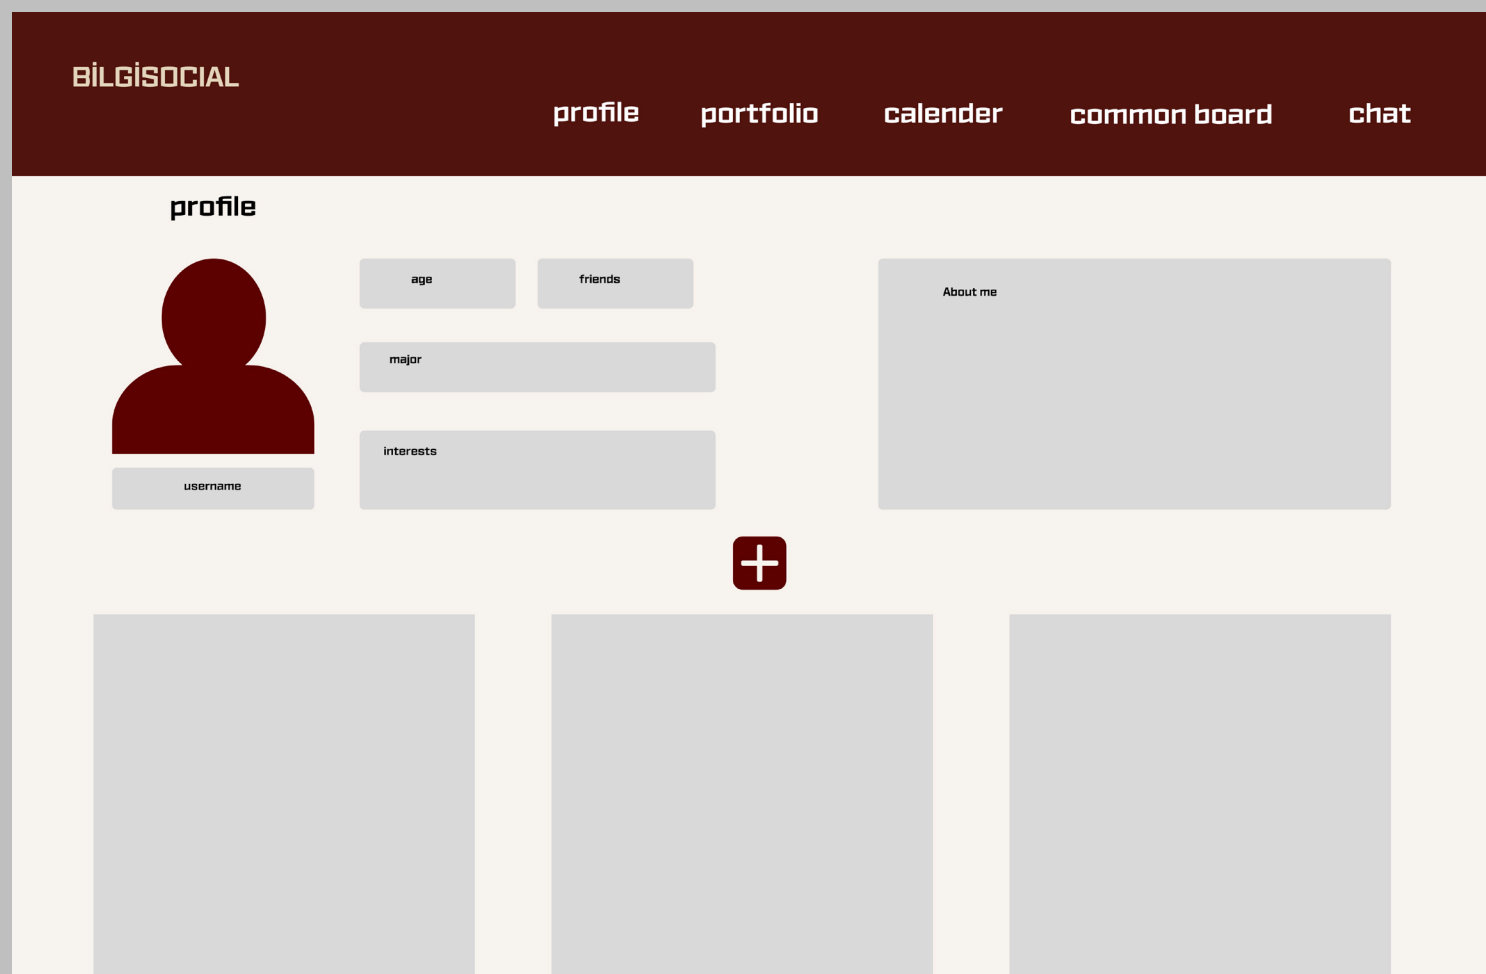 BİLGİSOCIAL
profile portfolio calender common board chat
profile
age friends
About me
major
interests
username